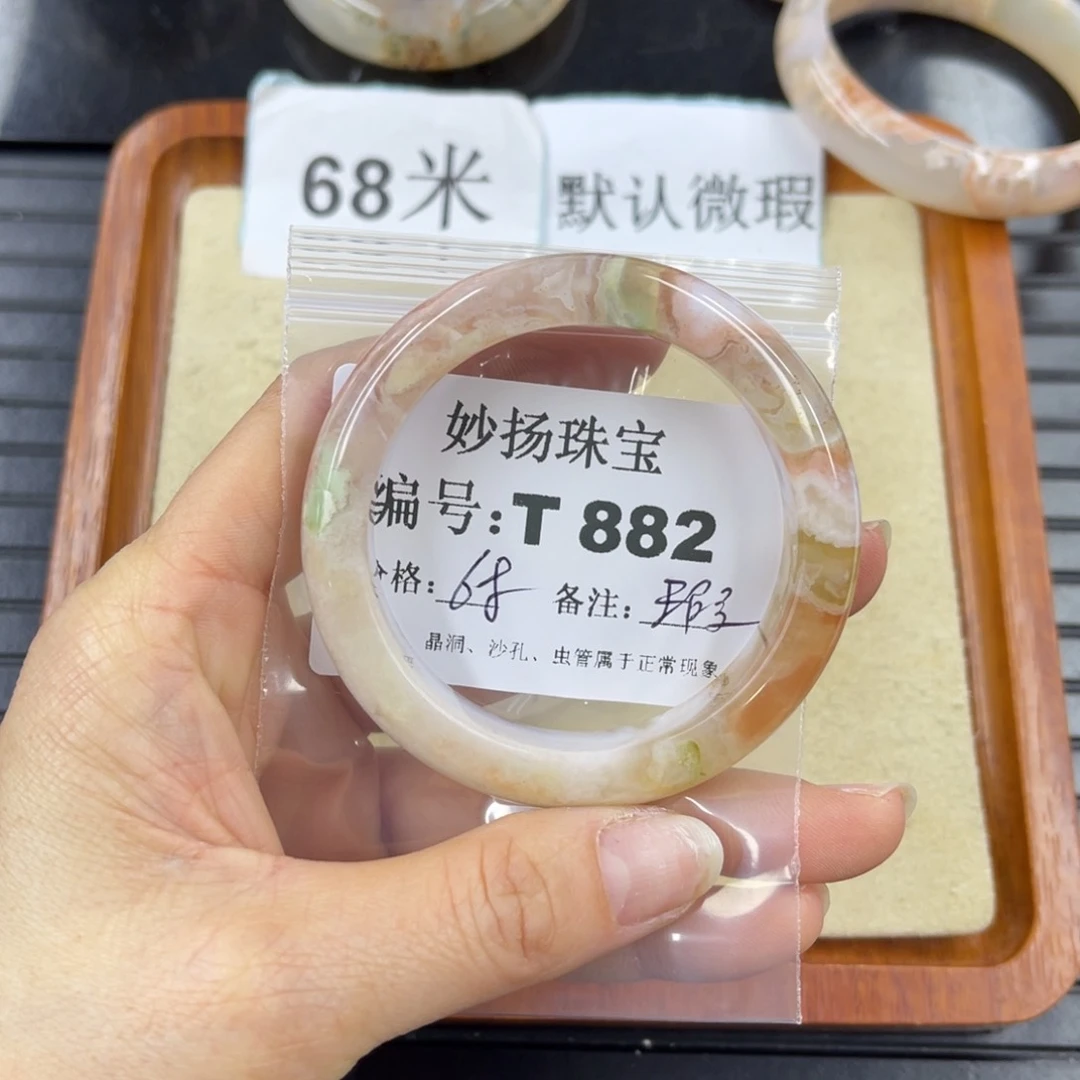 68米
默认微瑕
妙扬珠宝
编号:T 882
格:68 备注:
晶洞、沙孔、虫管属于正常现象